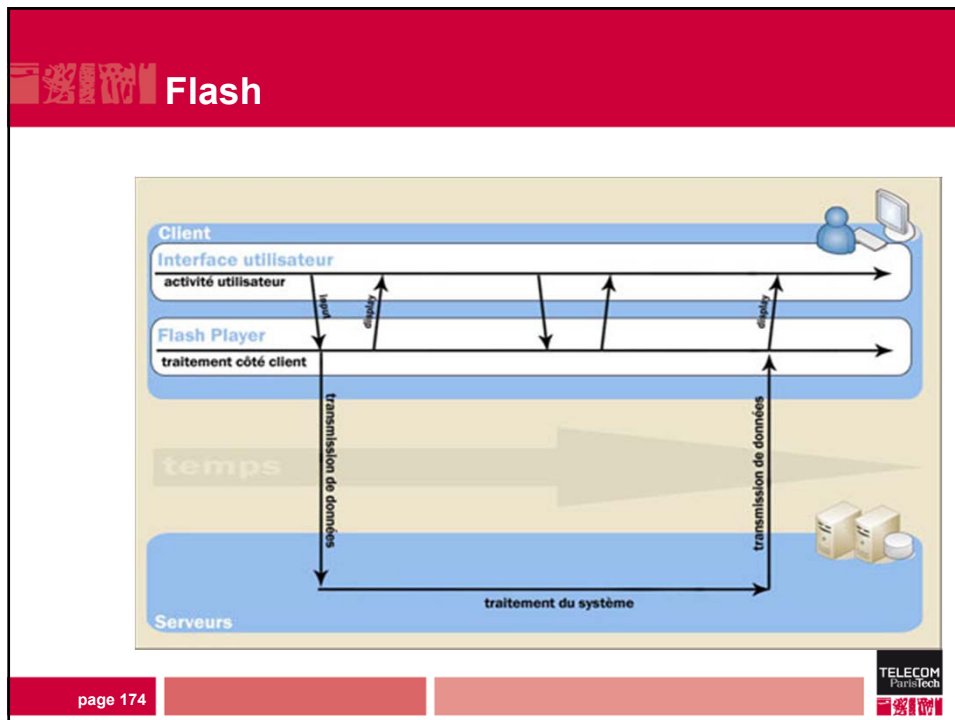 Flash
Client
Interface utilisateur
activité utilisateur
input
display
display
Flash Player
traitement côté client
transmission de données
transmission de données
temps
traitement du système
Serveurs
page 174
TELECOM
ParisTech